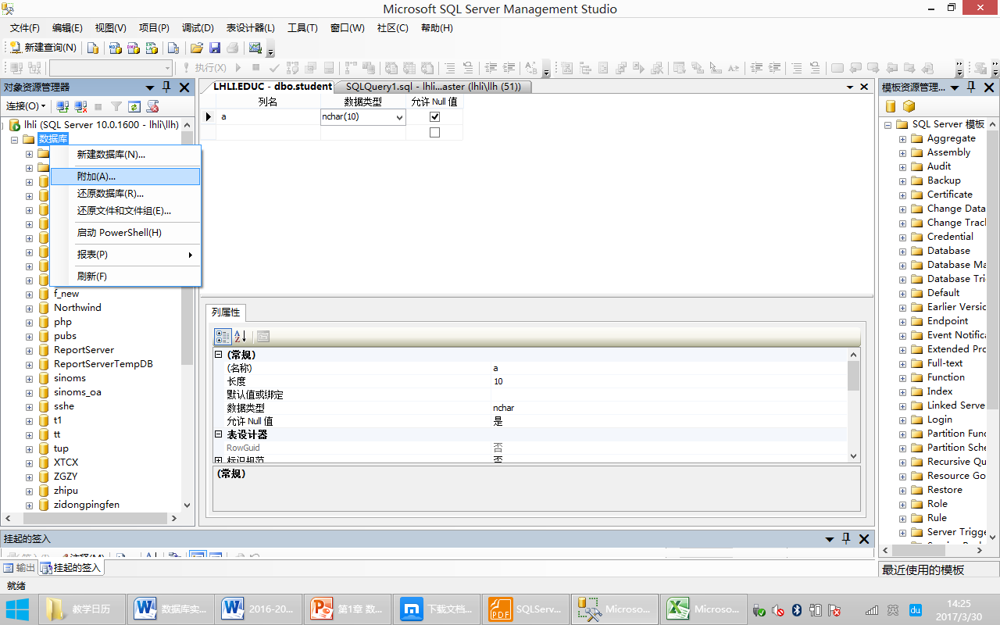 Microsoft SQL Server Management Studio
文件(F) 编辑(E) 视图(V) 项目(P) 调试(D) 表设计器(L) 工具(T) 窗口(W) 社区(C) 帮助(H)
新建查询(N)
执行(X)
对象资源管理器
连接(O)
lhli (SQL Server 10.0.1600 - lhli\llh)
数据库
新建数据库(N)...
附加(A)...
还原数据库(R)...
还原文件和文件组(E)...
启动 PowerShell(H)
报表(P)
刷新(F)
f_new
Northwind
php
pubs
ReportServer
ReportServerTempDB
sinoms
sinoms_oa
sshe
t1
tt
tup
XTCX
ZGZY
zhipu
zidongpingfen
LHLI.EDUC - dbo.student
SQLQuery1.sql - lhli...aster (lhli\llh (51))
列名 数据类型 允许 Null 值
a nchar(10)
列属性
(常规)
(名称) a
长度 10
默认值或绑定
数据类型 nchar
允许 Null 值 是
表设计器
RowGuid 否
标识规范 否
(常规)
模板资源管理...
SQL Server 模板
Aggregate
Assembly
Audit
Backup
Certificate
Change Data
Change Track
Credential
Database
Database Ma
Database Tri
Default
Earlier Versic
Endpoint
Event Notifica
Extended Pro
Full-text
Function
Index
Linked Serve
Login
Partition Func
Partition Sche
Recursive Qu
Resource Go
Restore
Role
Rule
Server Trigge
最近使用的模板
挂起的签入
输出 挂起的签入
就绪
教学日历 数据库实... 2016-20... 第1章 数... 下载文档... SQLServ... Microso... Microso...
英 du
14:25
2017/3/30